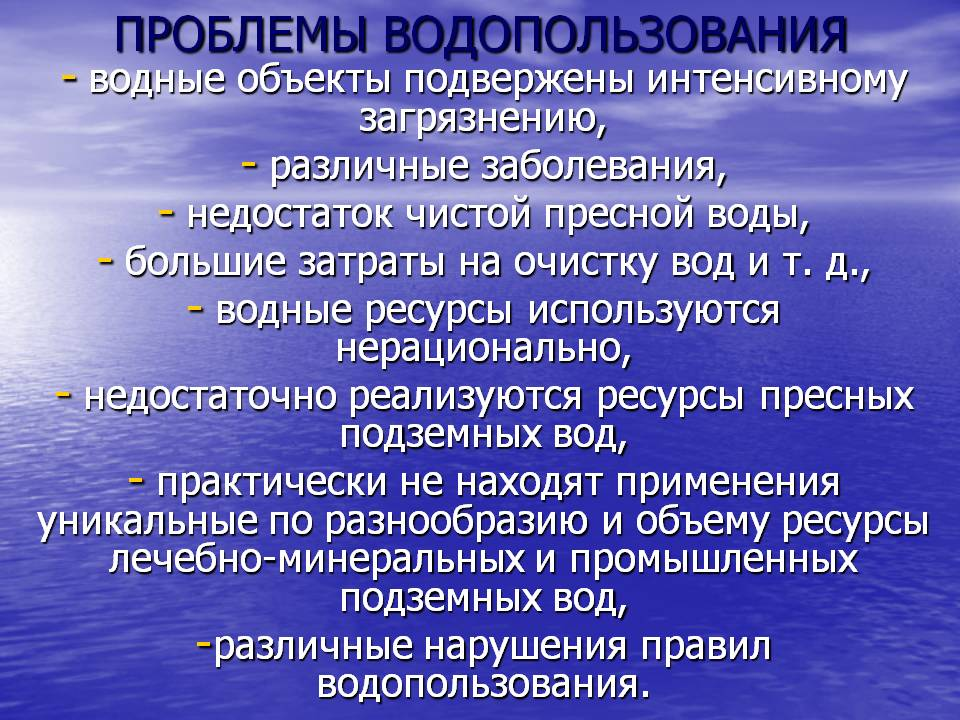 ПРОБЛЕМЫ ВОДОПОЛЬЗОВАНИЯ
- водные объекты подвержены интенсивному
загрязнению,
- различные заболевания,
- недостаток чистой пресной воды,
- большие затраты на очистку вод и т. д.,
- водные ресурсы используются
нерационально,
- недостаточно реализуются ресурсы пресных
подземных вод,
- практически не находят применения
уникальные по разнообразию и объему ресурсы
лечебно-минеральных и промышленных
подземных вод,
-различные нарушения правил
водопользования.